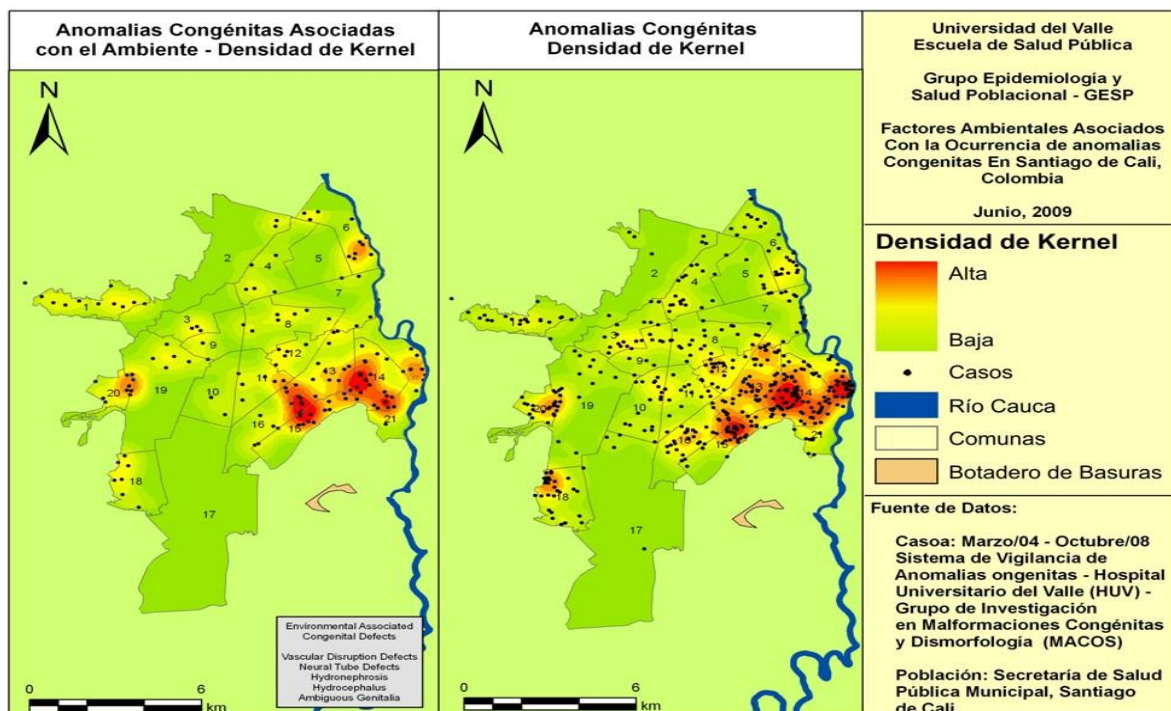 Anomalias Congénitas Asociadas
con el Ambiente - Densidad de Kernel
N
1
2
3
4
5
6
7
8
9
10
11
12
13
14
15
16
17
18
19
20
21
Environmental Associated
Congenital Defects
Vascular Disruption Defects
Neural Tube Defects
Hydronephrosis
Hydrocephalus
Ambiguous Genitalia
0 6
km
Anomalias Congénitas
Densidad de Kernel
N
1
2
3
4
5
6
7
8
9
10
11
12
13
14
15
16
17
18
19
20
21
0 6
km
Universidad del Valle
Escuela de Salud Pública
Grupo Epidemiología y
Salud Poblacional - GESP
Factores Ambientales Asociados
Con la Ocurrencia de anomalias
Congenitas En Santiago de Cali,
Colombia
Junio, 2009
Densidad de Kernel
Alta
Baja
Casos
Río Cauca
Comunas
Botadero de Basuras
Fuente de Datos:
Casoa: Marzo/04 - Octubre/08
Sistema de Vigilancia de
Anomalias ongenitas - Hospital
Universitario del Valle (HUV) -
Grupo de Investigación
en Malformaciones Congénitas
y Dismorfología (MACOS)
Población: Secretaría de Salud
Pública Municipal, Santiago
de Cali